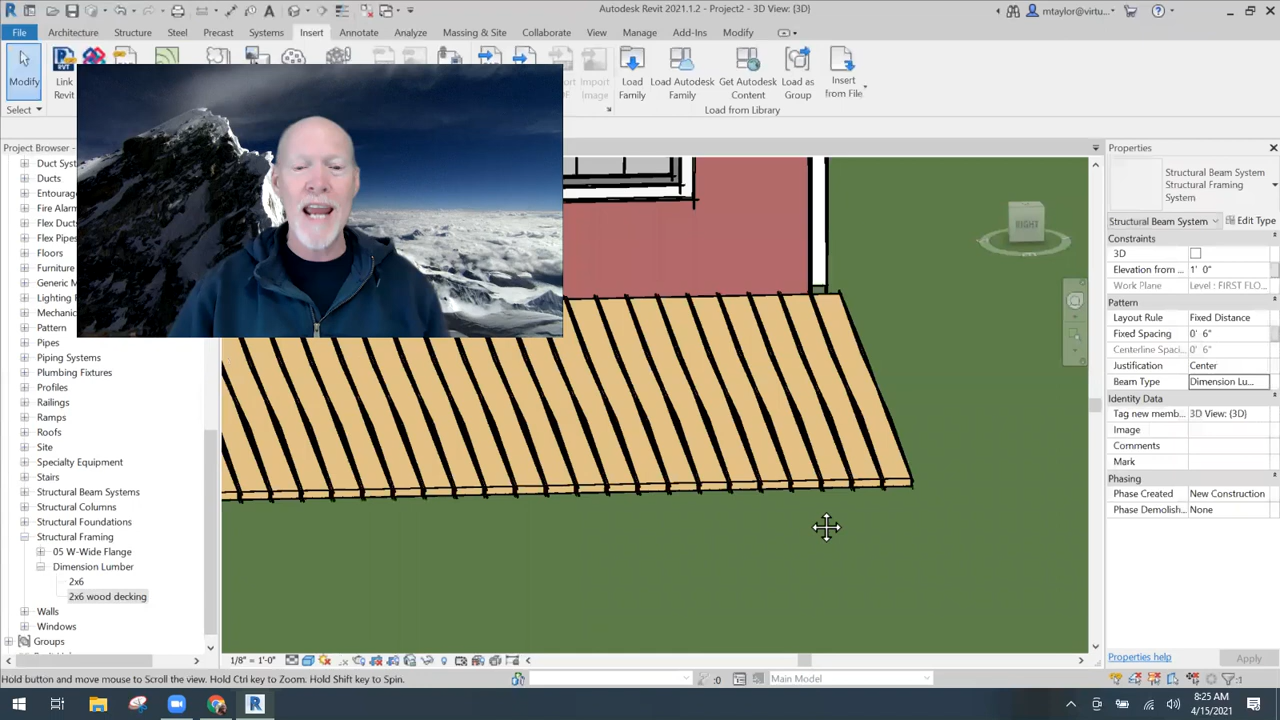 Autodesk Revit 2021.1.2 - Project2 - 3D View: {3D}
mtaylor@virtu...
File Architecture Structure Steel Precast Systems Insert Annotate Analyze Massing & Site Collaborate View Manage Add-Ins Modify
Modify
Link Revit
Import Image
Load Family
Load Autodesk Family
Get Autodesk Content
Load as Group
Insert from File
Select
Load from Library
Project Browser -
Duct Sys
Ducts
Entourag
Fire Alarm
Flex Ducts
Flex Pipes
Floors
Furniture
Generic M
Lighting F
Mechanic
Pattern
Pipes
Piping Systems
Plumbing Fixtures
Profiles
Railings
Ramps
Roofs
Site
Specialty Equipment
Stairs
Structural Beam Systems
Structural Columns
Structural Foundations
Structural Framing
05 W-Wide Flange
Dimension Lumber
2x6
2x6 wood decking
Walls
Windows
Groups
RIGHT
Properties
Structural Beam System
Structural Framing
System
Structural Beam System Edit Type
Constraints
3D
Elevation from ... 1' 0"
Work Plane Level : FIRST FLO...
Pattern
Layout Rule Fixed Distance
Fixed Spacing 0' 6"
Centerline Spaci... 0' 6"
Justification Center
Beam Type Dimension Lu...
Identity Data
Tag new memb... 3D View: {3D}
Image
Comments
Mark
Phasing
Phase Created New Construction
Phase Demolish... None
Properties help Apply
1/8" = 1'-0"
Hold button and move mouse to Scroll the view. Hold Ctrl key to Zoom. Hold Shift key to Spin.
:0
Main Model
:1
8:25 AM
4/15/2021